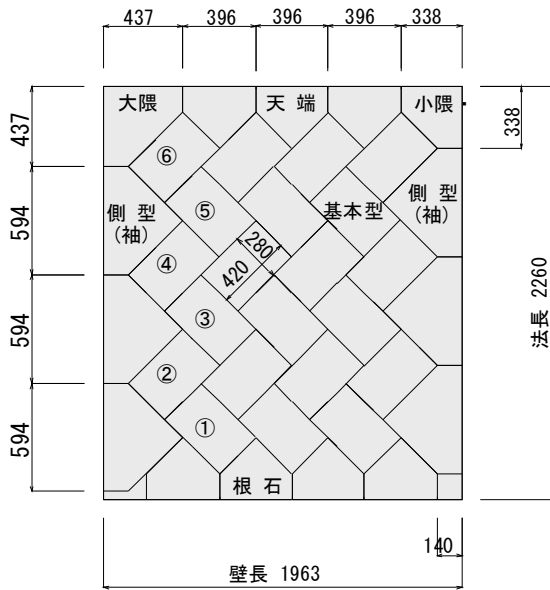 437 396 396 396 338
大隈 天端 小隈
437
338
⑥
594
側型
(袖)
⑤
基本型
側型
(袖)
280
④
420
法長 2260
594
③
②
594
①
根石
140
壁長 1963